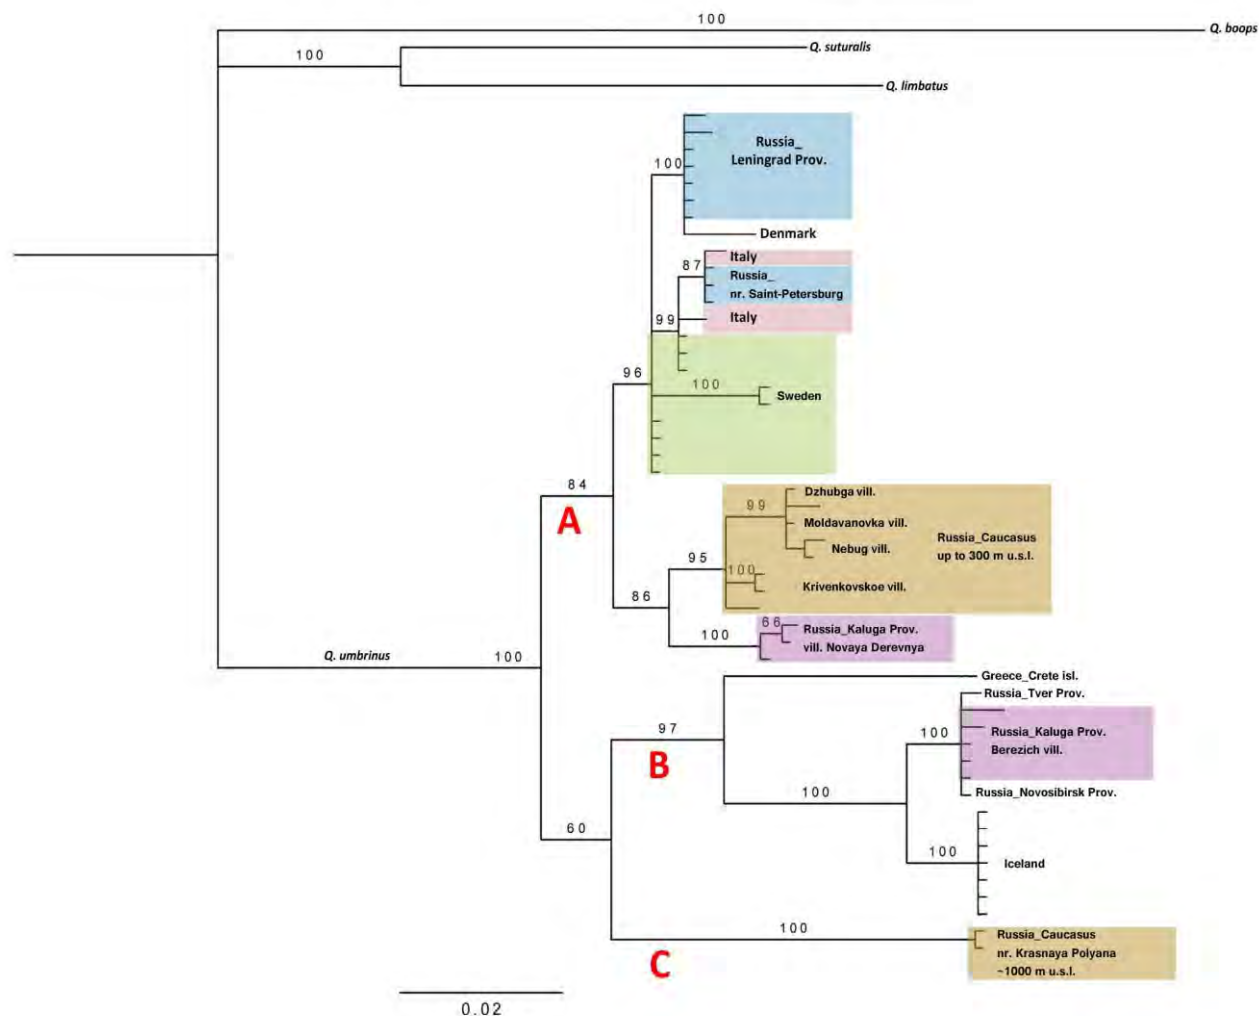 100
Q. boops
Q. suturalis
100
Q. limbatus
Russia_
Leningrad Prov.
100
Denmark
Italy
87
Russia_
nr. Saint-Petersburg
99
Italy
96
100
Sweden
84
A
Dzhubga vill.
99
Moldavanovka vill.
Russia_Caucasus
up to 300 m u.s.l.
Nebug vill.
95
100
Krivenkovskoe vill.
86
66
Russia_Kaluga Prov.
vill. Novaya Derevnya
100
Q. umbrinus
100
Greece_Crete isl.
Russia_Tver Prov.
97
B
100
Russia_Kaluga Prov.
Berezich vill.
Russia_Novosibirsk Prov.
100
60
100
Iceland
100
C
Russia_Caucasus
nr. Krasnaya Polyana
~1000 m u.s.l.
0.02